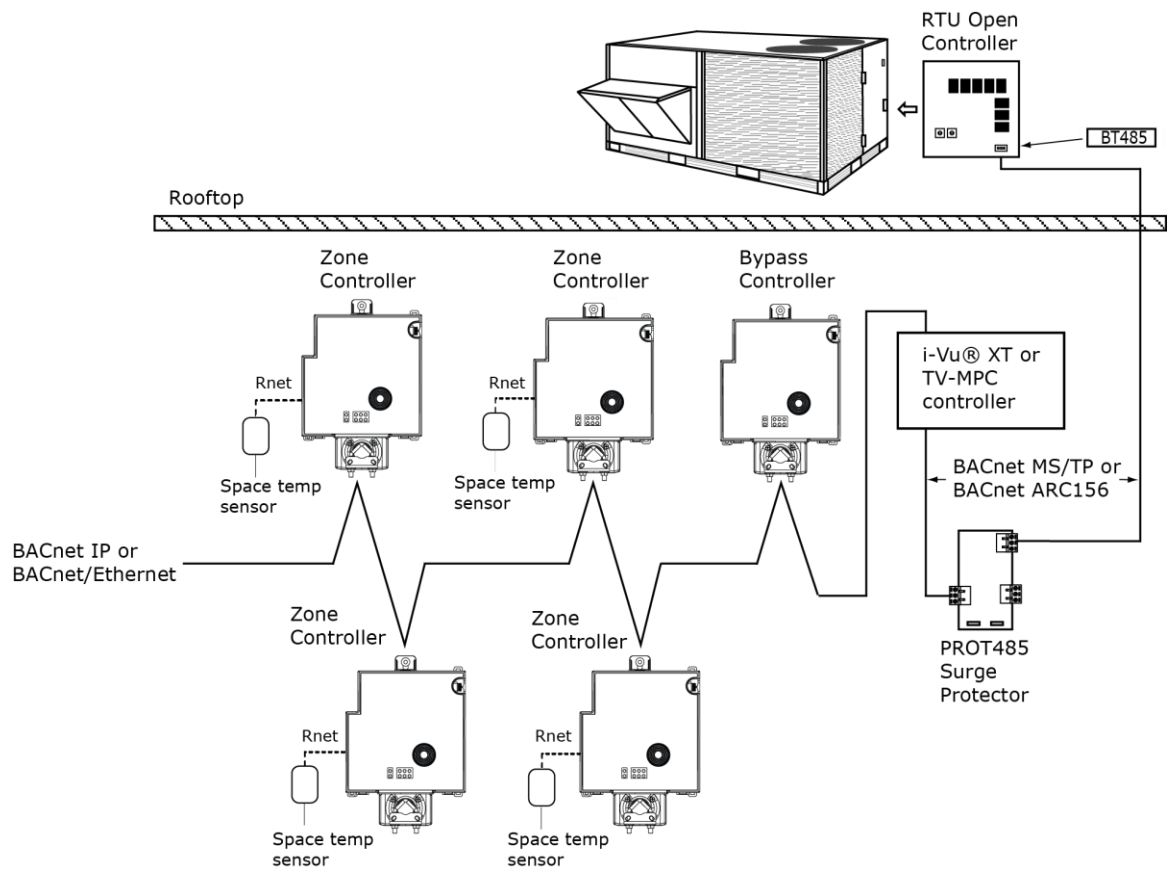 RTU Open
Controller
BT485
Rooftop
Zone
Controller
Zone
Controller
Bypass
Controller
i-Vu® XT or
TV-MPC
controller
Rnet
Rnet
Space temp
sensor
Space temp
sensor
BACnet MS/TP or
BACnet ARC156
BACnet IP or
BACnet/Ethernet
Zone
Controller
Zone
Controller
PROT485
Surge
Protector
Rnet
Rnet
Space temp
sensor
Space temp
sensor